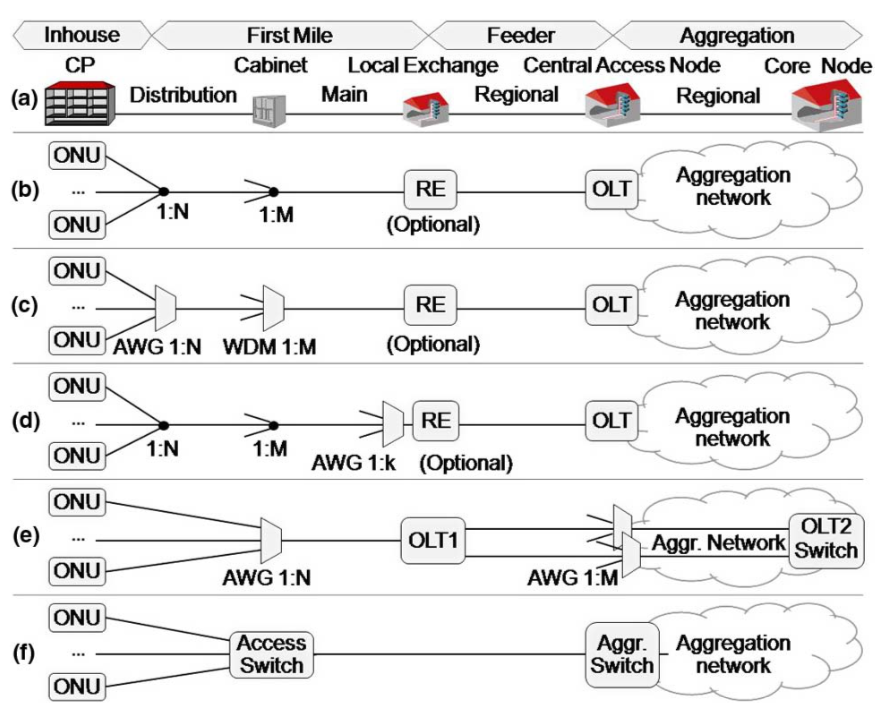 Inhouse First Mile Feeder Aggregation
CP Cabinet Local Exchange Central Access Node Core Node
(a) Distribution Main Regional Regional
ONU
(b) ... RE OLT Aggregation network
1:N 1:M
ONU (Optional)
ONU
(c) ... RE OLT Aggregation network
ONU AWG 1:N WDM 1:M (Optional)
ONU
(d) ... RE OLT Aggregation network
ONU 1:N 1:M AWG 1:k (Optional)
ONU
(e) ... OLT1 Aggr. Network OLT2 Switch
ONU AWG 1:N AWG 1:M
ONU
(f) ... Access Switch Aggr. Switch Aggregation network
ONU